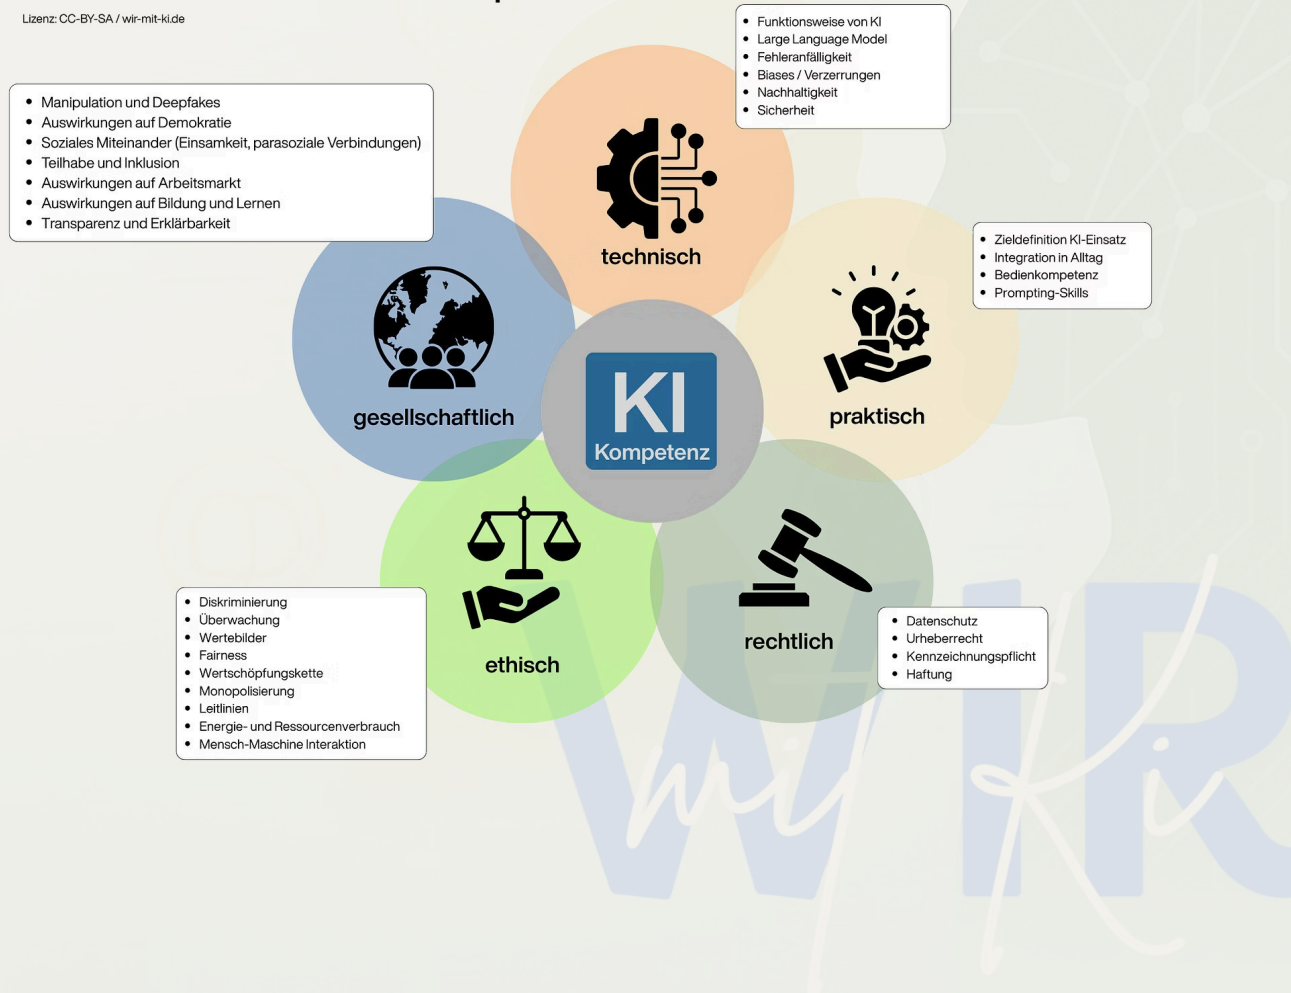 Lizenz: CC-BY-SA / wir-mit-ki.de
• Funktionsweise von KI
• Large Language Model
• Fehleranfälligkeit
• Biases / Verzerrungen
• Nachhaltigkeit
• Sicherheit
• Manipulation und Deepfakes
• Auswirkungen auf Demokratie
• Soziales Miteinander (Einsamkeit, parasoziale Verbindungen)
• Teilhabe und Inklusion
• Auswirkungen auf Arbeitsmarkt
• Auswirkungen auf Bildung und Lernen
• Transparenz und Erklärbarkeit
technisch
• Zieldefinition KI-Einsatz
• Integration in Alltag
• Bedienkompetenz
• Prompting-Skills
gesellschaftlich
praktisch
KI
Kompetenz
ethisch
rechtlich
• Diskriminierung
• Überwachung
• Wertebilder
• Fairness
• Wertschöpfungskette
• Monopolisierung
• Leitlinien
• Energie- und Ressourcenverbrauch
• Mensch-Maschine Interaktion
• Datenschutz
• Urheberrecht
• Kennzeichnungspflicht
• Haftung
WIR
mit Ki